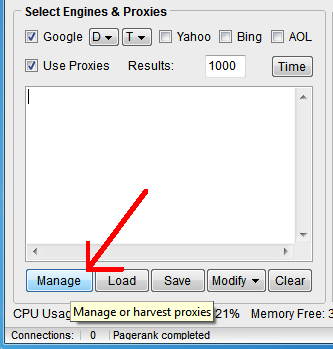 Select Engines & Proxies
Google D T Yahoo Bing AOL
Use Proxies Results: 1000 Time
Manage Load Save Modify Clear
Manage or harvest proxies
CPU Usag 21% Memory Free: 3
Connections: 0 Pagerank completed